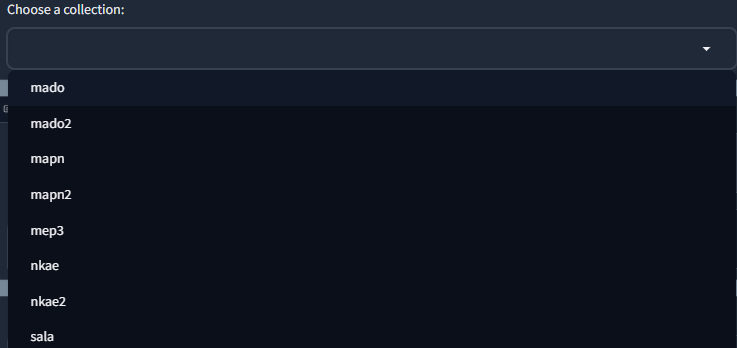 Choose a collection:
mado
mado2
mapn
mapn2
mep3
nkae
nkae2
sala